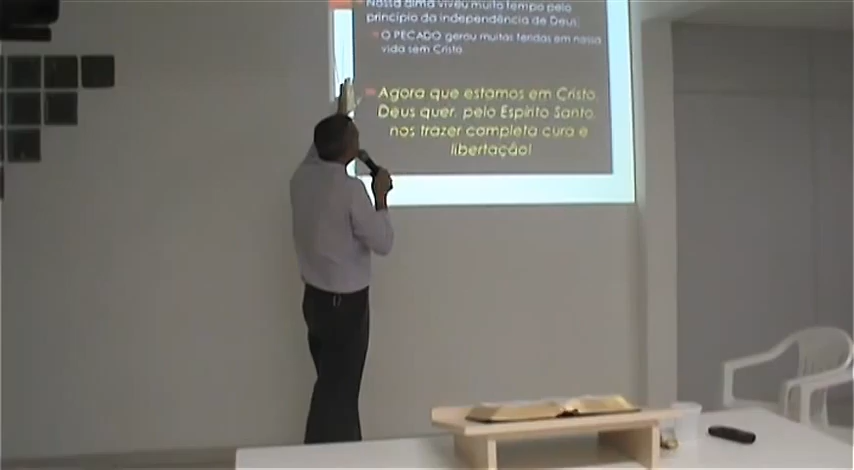 Nossa alma viveu muito tempo pelo
princípio da independência de Deus.
O PECADO gerou muitas feridas em nossa
vida sem Cristo.
Agora que estamos em Cristo,
Deus quer, pelo Espírito Santo,
nos trazer completa cura e
libertação!